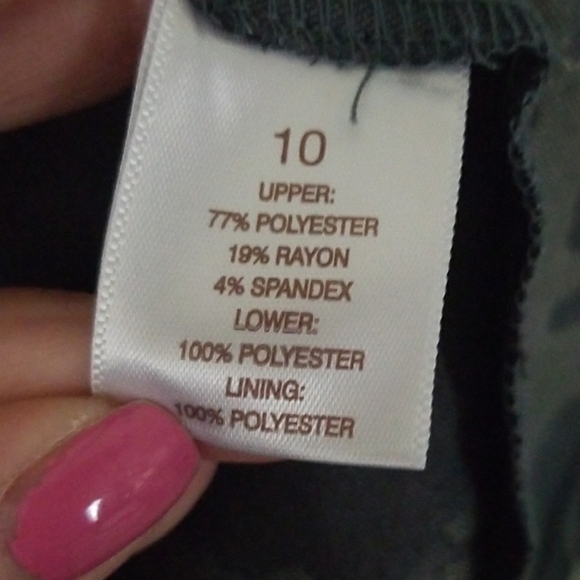 10
UPPER:
77% POLYESTER
19% RAYON
4% SPANDEX
LOWER:
100% POLYESTER
LINING:
100% POLYESTER